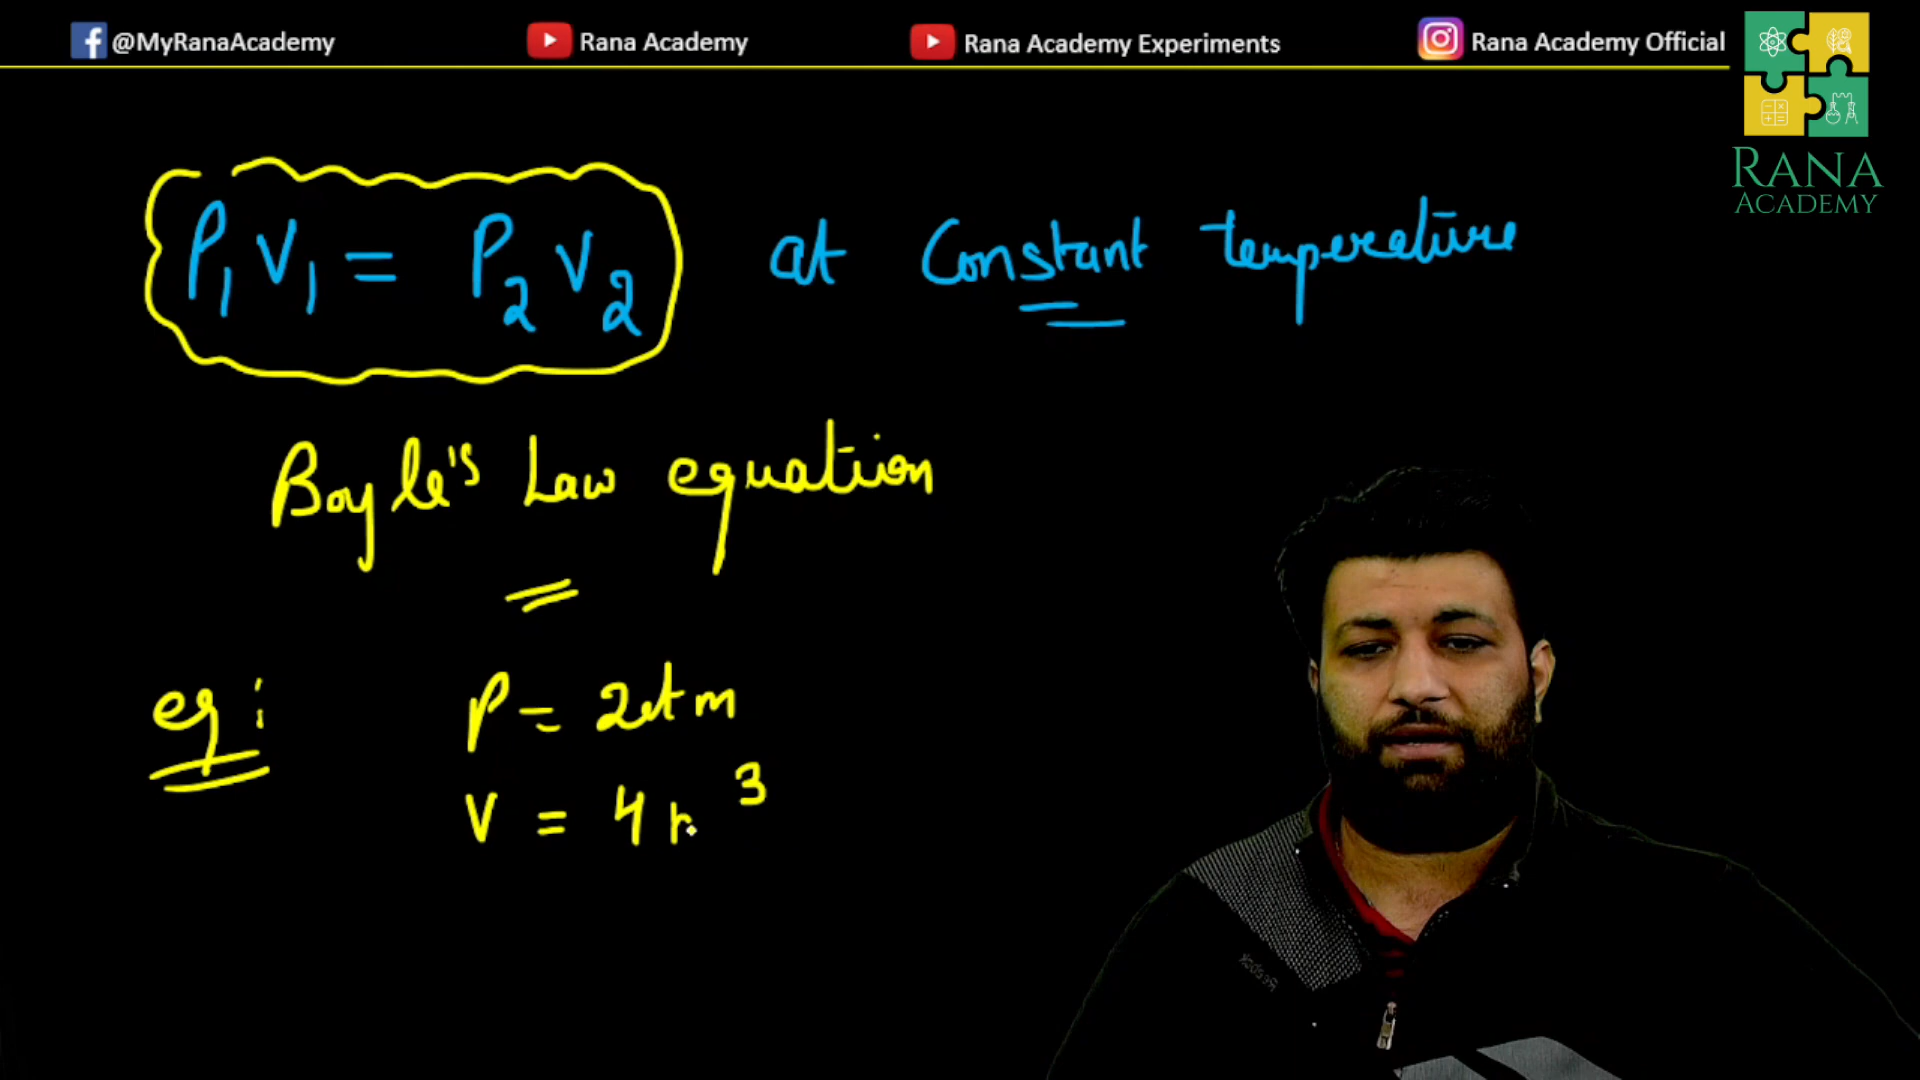 @MyRanaAcademy
Rana Academy
Rana Academy Experiments
Rana Academy Official
RANA
ACADEMY
P₁V₁ = P₂V₂ at Constant temperature
Boyle's Law equation
eg: P = 2atm
V = 4 ³